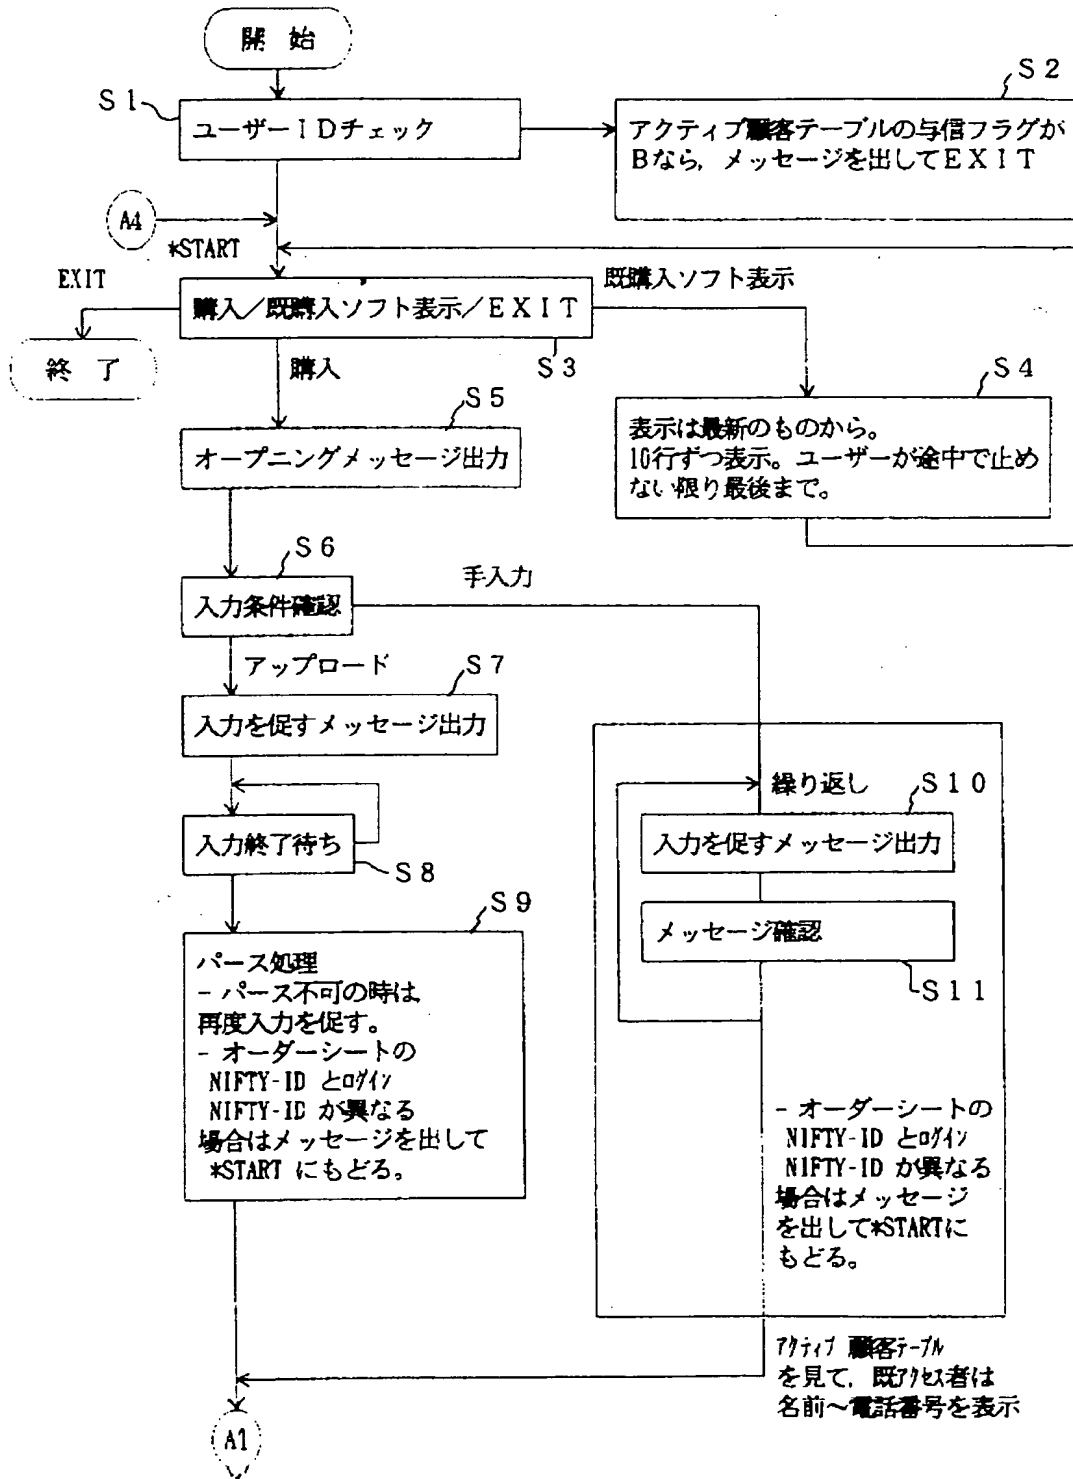 開 始
S1
ユーザーIDチェック
S2
アクティブ顧客テーブルの与信フラグが
Bなら,メッセージを出してEXIT
A4
*START
EXIT
既購入ソフト表示
購入/既購入ソフト表示/EXIT
S3
終 了
購入
S4
表示は最新のものから。
10行ずつ表示。ユーザーが途中で止め
ない限り最後まで。
S5
オープニングメッセージ出力
S6
入力条件確認
手入力
アップロード
S7
入力を促すメッセージ出力
入力終了待ち
S8
繰り返し
S10
入力を促すメッセージ出力
メッセージ確認
S11
S9
パース処理
- パース不可の時は
再度入力を促す。
- オーダーシートの
NIFTY-ID とログイン
NIFTY-ID が異なる
場合はメッセージを出して
*START にもどる。
- オーダーシートの
NIFTY-ID とログイン
NIFTY-ID が異なる
場合はメッセージ
を出して*STARTに
もどる。
アクティブ 顧客テーブル
を見て,既アクセス者は
名前~電話番号を表示
A1